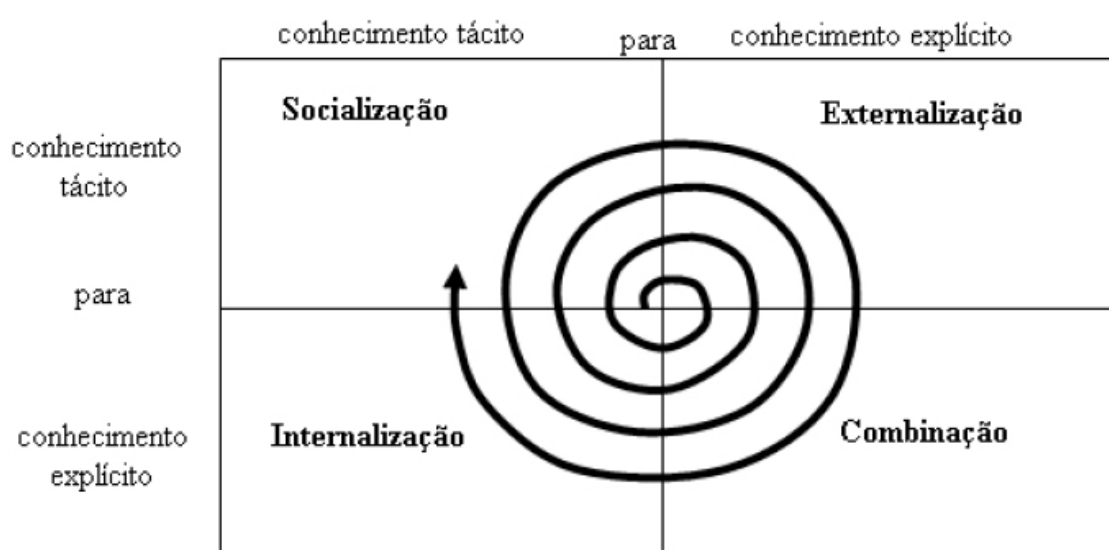 conhecimento tácito para conhecimento explícito
Socialização Externalização
conhecimento
tácito
para
Internalização Combinação
conhecimento
explícito